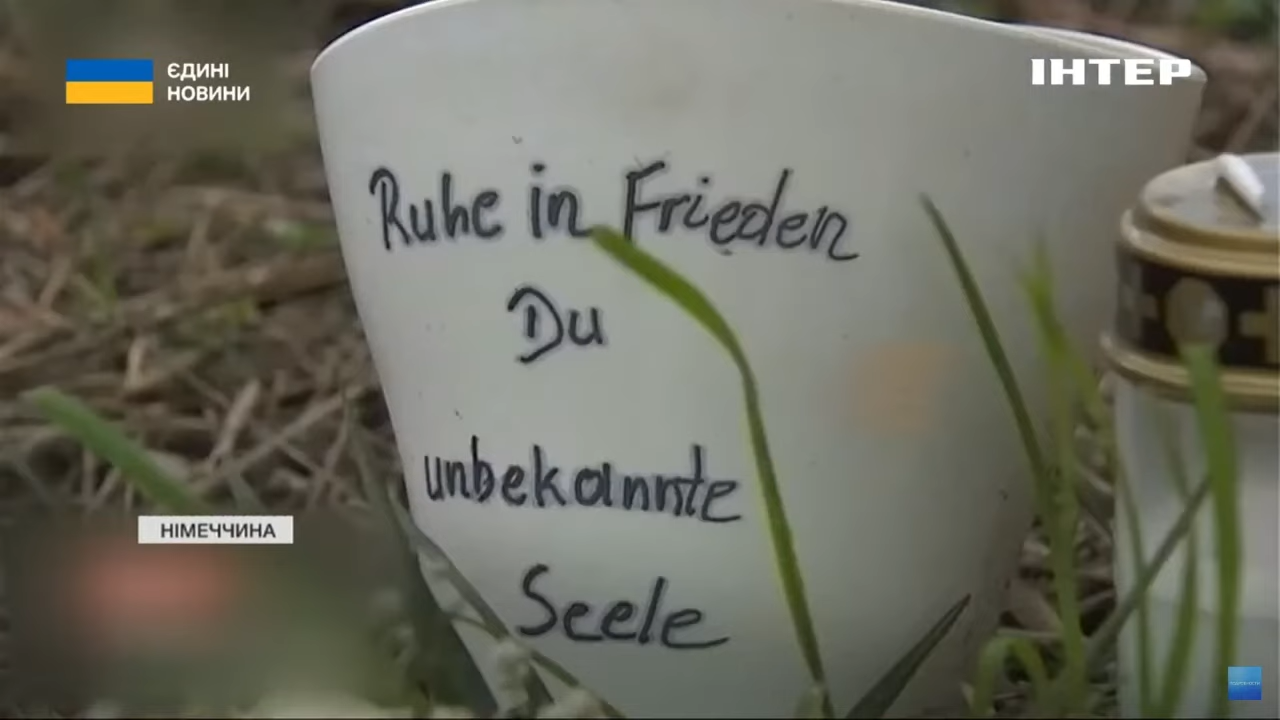 ЄДИНІ
НОВИНИ
ІНТЕР
Ruhe in Frieden
Du
unbekannte
Seele
НІМЕЧЧИНА